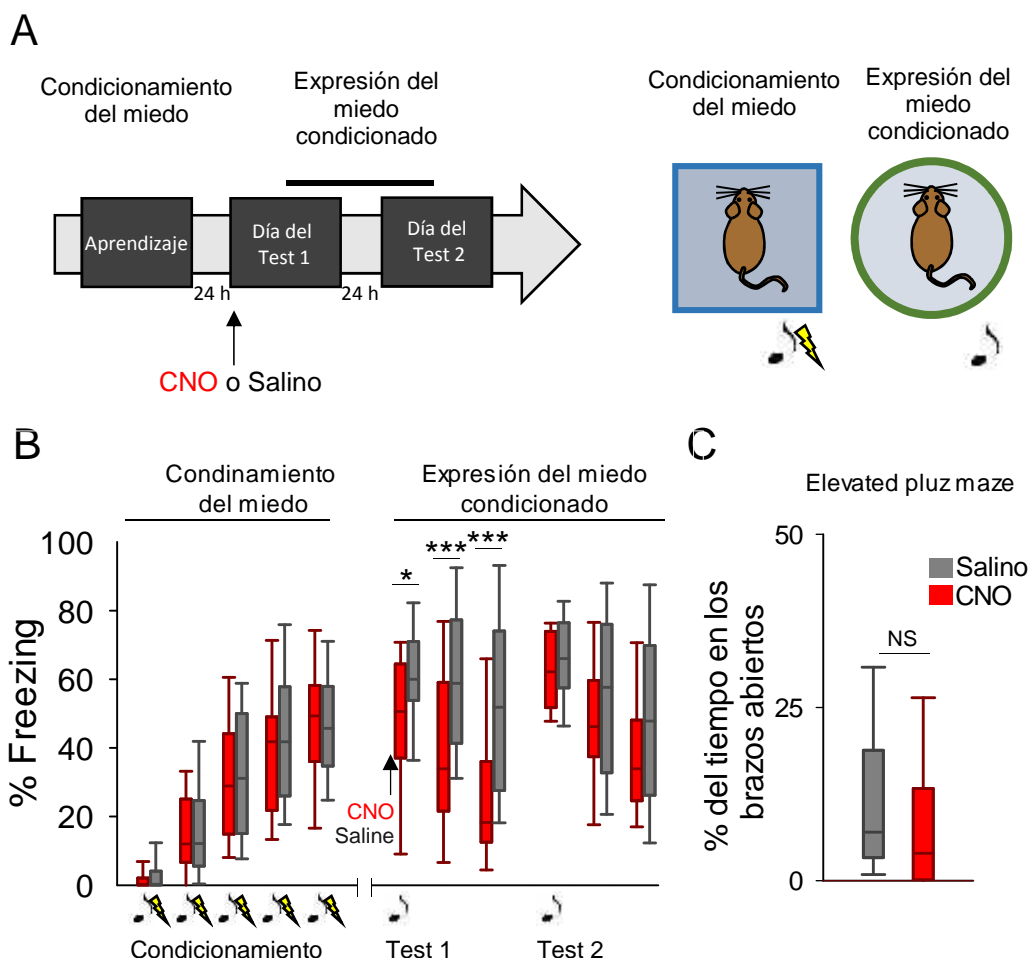 A
Condicionamiento
del miedo
Expresión del
miedo
condicionado
Aprendizaje
Día del
Test 1
Día del
Test 2
24 h
24 h
CNO o Salino
Condicionamiento
del miedo
Expresión del
miedo
condicionado
B
Condinamiento
del miedo
Expresión del miedo
condicionado
% Freezing
100
80
60
40
20
0
*
***
***
CNO
Saline
Condicionamiento
Test 1
Test 2
C
Elevated pluz maze
% del tiempo en los
brazos abiertos
50
25
0
Salino
CNO
NS